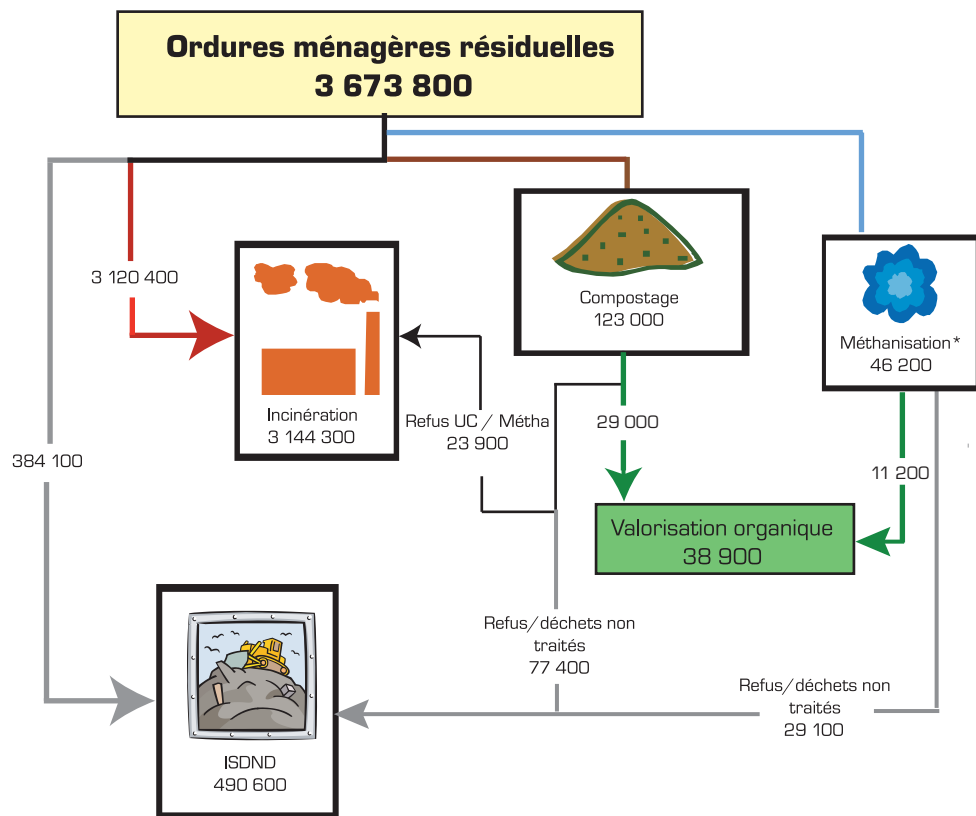 Ordures ménagères résiduelles
3 673 800
3 120 400
Compostage
123 000
Méthanisation*
46 200
Incinération
3 144 300
Refus UC / Métha
23 900
29 000
384 100
11 200
Valorisation organique
38 900
Refus/déchets non
traités
77 400
Refus/déchets non
traités
29 100
ISDND
490 600